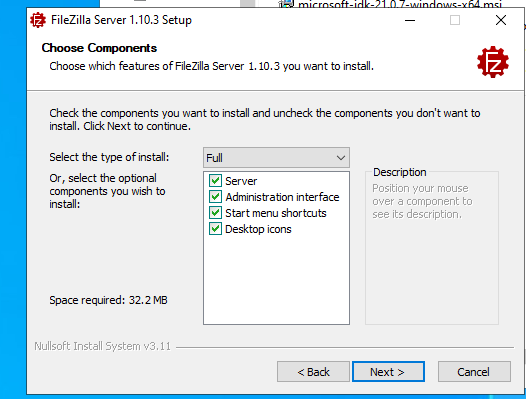 microsoft-jdk-21.0.7-windows-x64.msi
FileZilla Server 1.10.3 Setup
Choose Components
Choose which features of FileZilla Server 1.10.3 you want to install.
Fz
Check the components you want to install and uncheck the components you don't want to
install. Click Next to continue.
Select the type of install:
Full
Or, select the optional
components you wish to
install:
Server
Administration interface
Start menu shortcuts
Desktop icons
Description
Position your mouse
over a component to
see its description.
Space required: 32.2 MB
Nullsoft Install System v3.11
< Back
Next >
Cancel